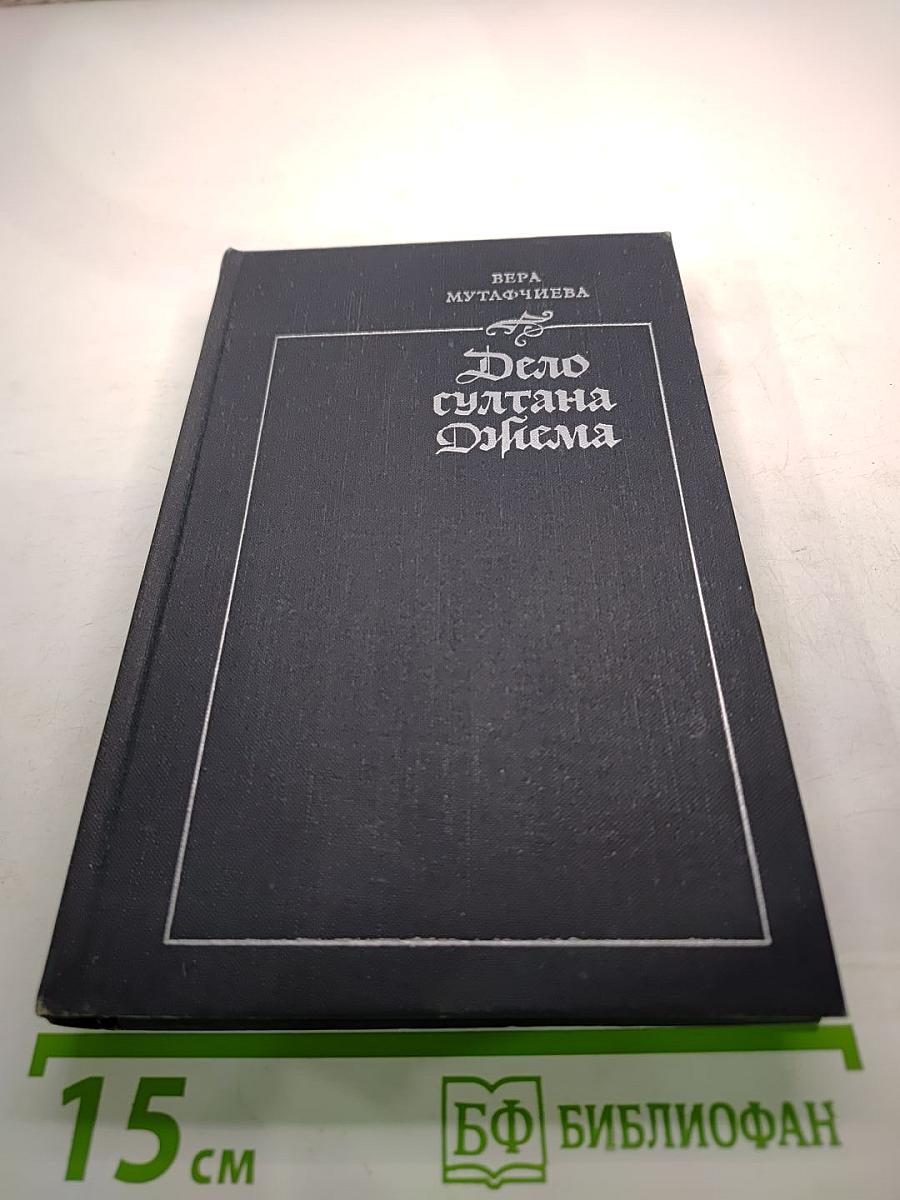 ВЕРА
МУТАФЧИЕВА
Дело
султана
Джема
15 см
БФ БИБЛИОФАН